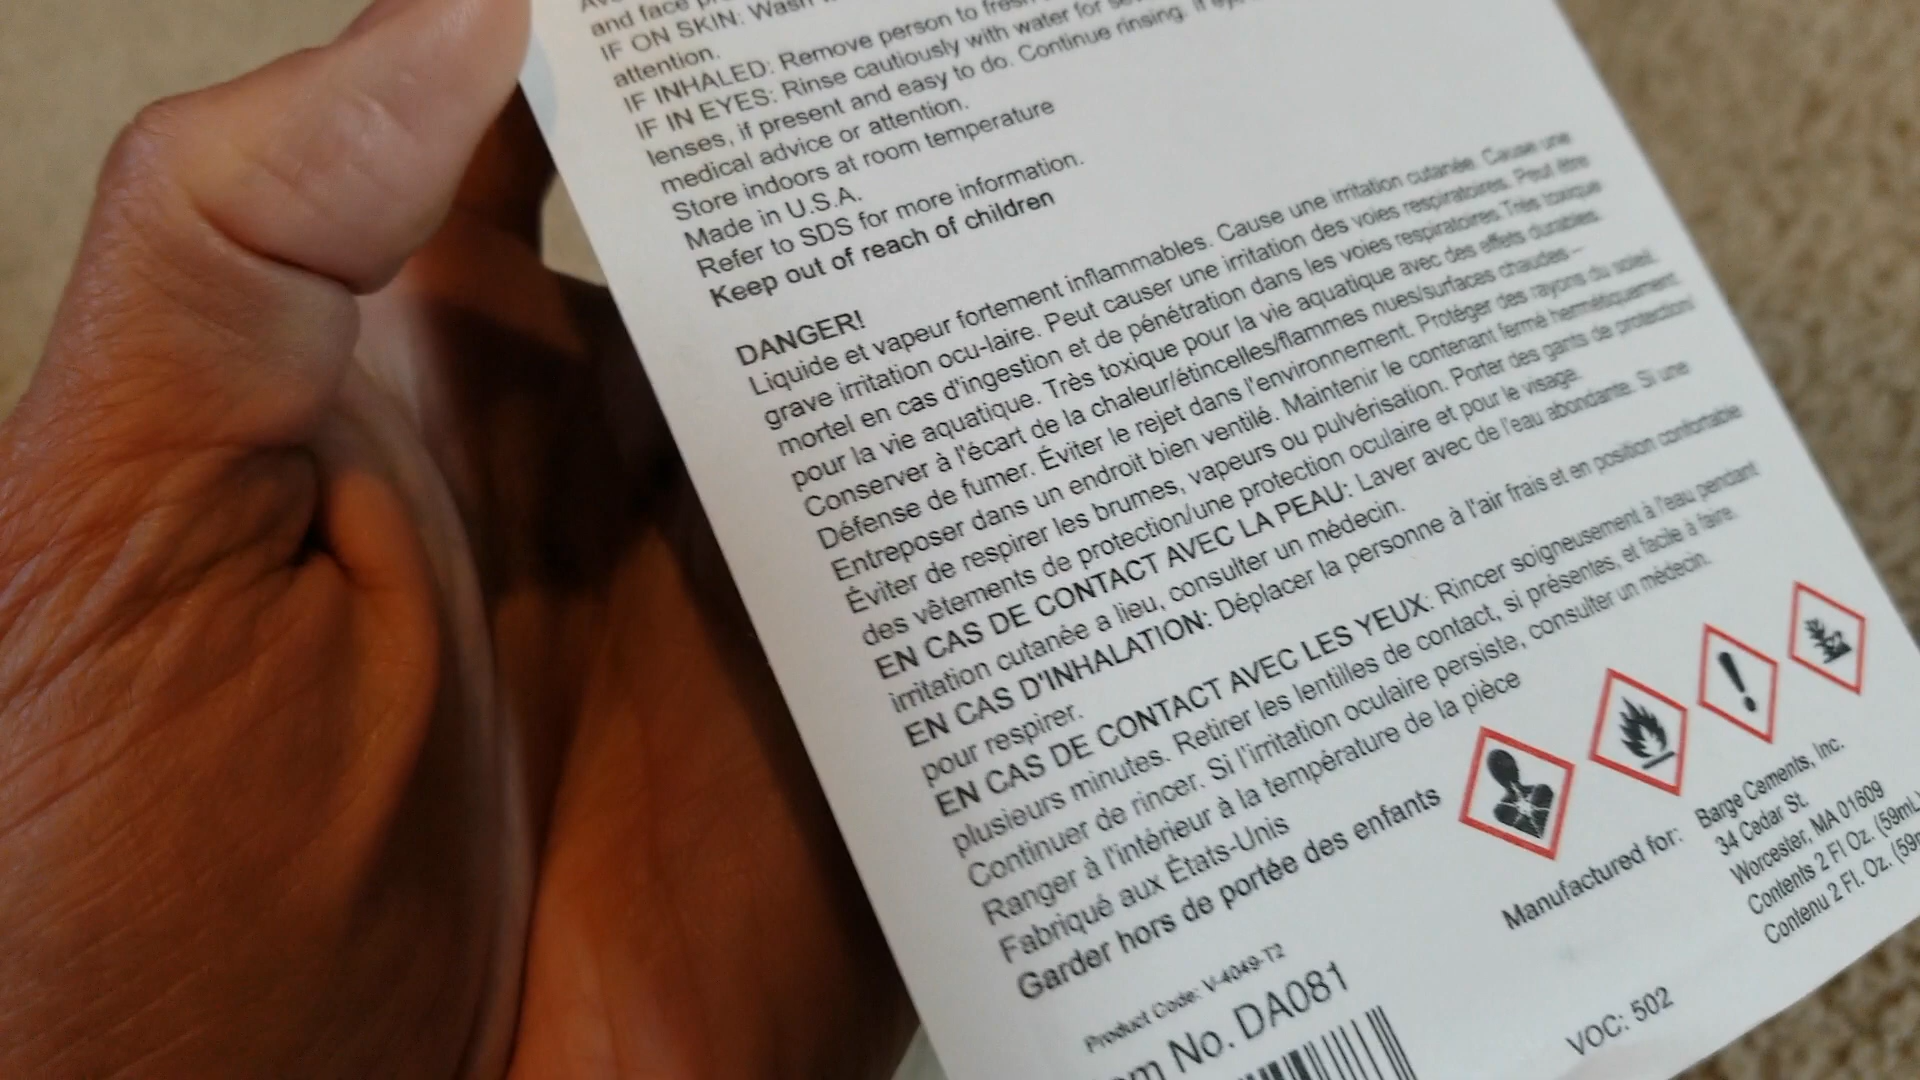 and face
IF ON SKIN: Wash
attention.
IF INHALED: Remove person to fresh
IF IN EYES: Rinse cautiously with water for
lenses, if present and easy to do. Continue rinsing. If
medical advice or attention.
Store indoors at room temperature
Made in U.S.A.
Refer to SDS for more information.
Keep out of reach of children
DANGER!
Liquide et vapeur fortement inflammables. Cause une irritation cutanée. Cause une
grave irritation ocu-laire. Peut causer une irritation des voies respiratoires. Peut être
mortel en cas d'ingestion et de pénétration dans les voies respiratoires Très toxique
pour la vie aquatique. Très toxique pour la vie aquatique avec des effets durables.
Conserver à l'écart de la chaleur/étincelles/flammes nues/surfaces chaudes –
Défense de fumer. Éviter le rejet dans l'environnement. Protéger des rayons du soleil.
Entreposer dans un endroit bien ventilé. Maintenir le contenant fermé hermétiquement.
Éviter de respirer les brumes, vapeurs ou pulvérisation. Porter des gants de protection/
des vêtements de protection/une protection oculaire et pour le visage.
EN CAS DE CONTACT AVEC LA PEAU: Laver avec de l'eau abondante. Si une
irritation cutanée a lieu, consulter un médecin.
EN CAS D'INHALATION: Déplacer la personne à l'air frais et en position confortable
pour respirer.
EN CAS DE CONTACT AVEC LES YEUX: Rincer soigneusement à l'eau pendant
plusieurs minutes. Retirer les lentilles de contact, si présentes, et facile à faire.
Continuer de rincer. Si l'irritation oculaire persiste, consulter un médecin.
Ranger à l'intérieur à la température de la pièce
Fabriqué aux États-Unis
Garder hors de portée des enfants
Manufactured for:
Barge Cements, Inc.
34 Cedar St.
Worcester, MA 01609
Contents 2 Fl Oz. (59mL)
Contenu 2 Fl. Oz. (59
Product Code: V-4049-T2
No. DA081
VOC: 502